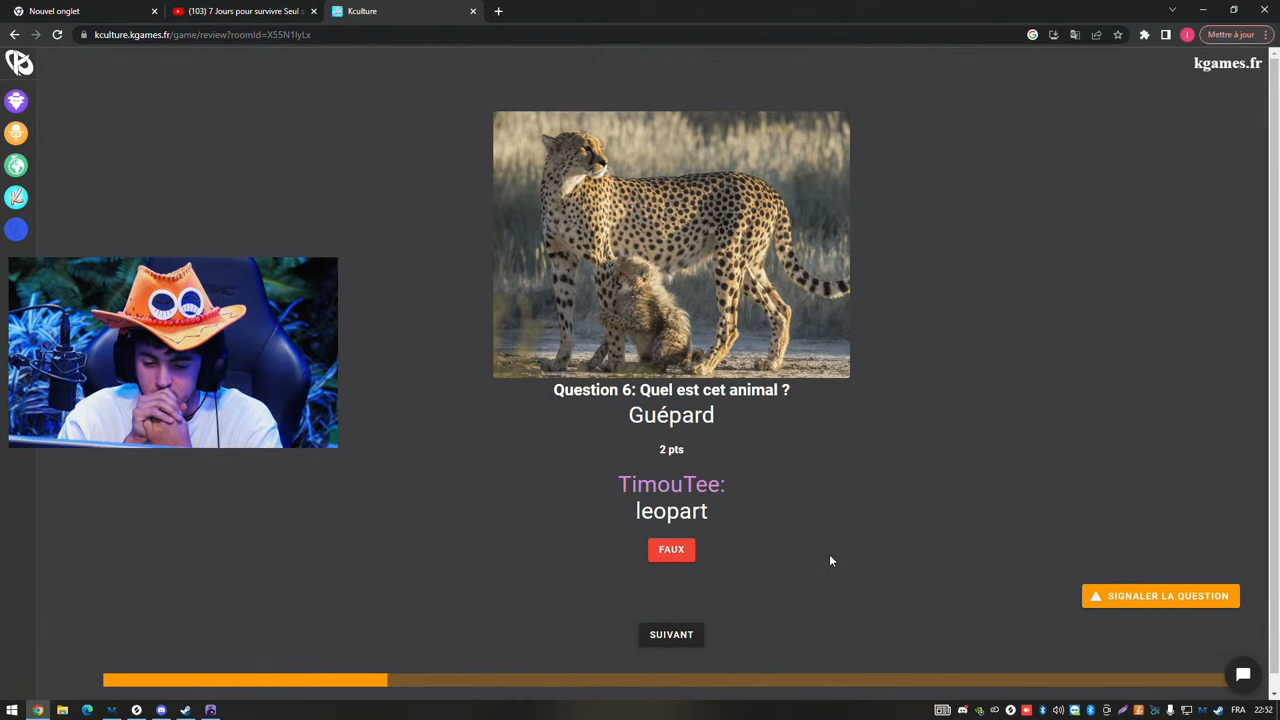 Nouvel onglet
(103) 7 Jours pour survivre Seul s
Kculture
kculture.kgames.fr/game/review?roomId=X55N1lyLx
Mettre à jour
kgames.fr
Question 6: Quel est cet animal ?
Guépard
2 pts
TimouTee:
leopart
FAUX
SIGNALER LA QUESTION
SUIVANT
FRA
22:52